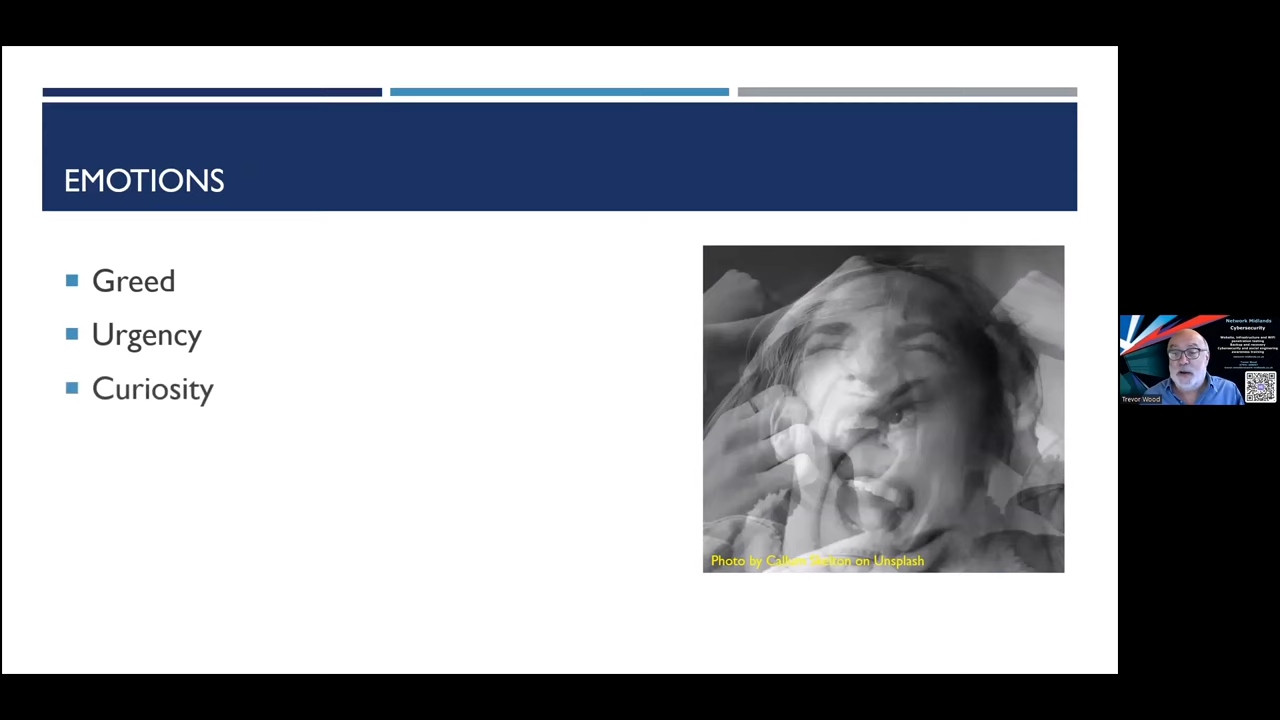 EMOTIONS
Greed
Urgency
Curiosity
Photo by on Unsplash
Network Midlands
Cybersecurity
Trevor Wood